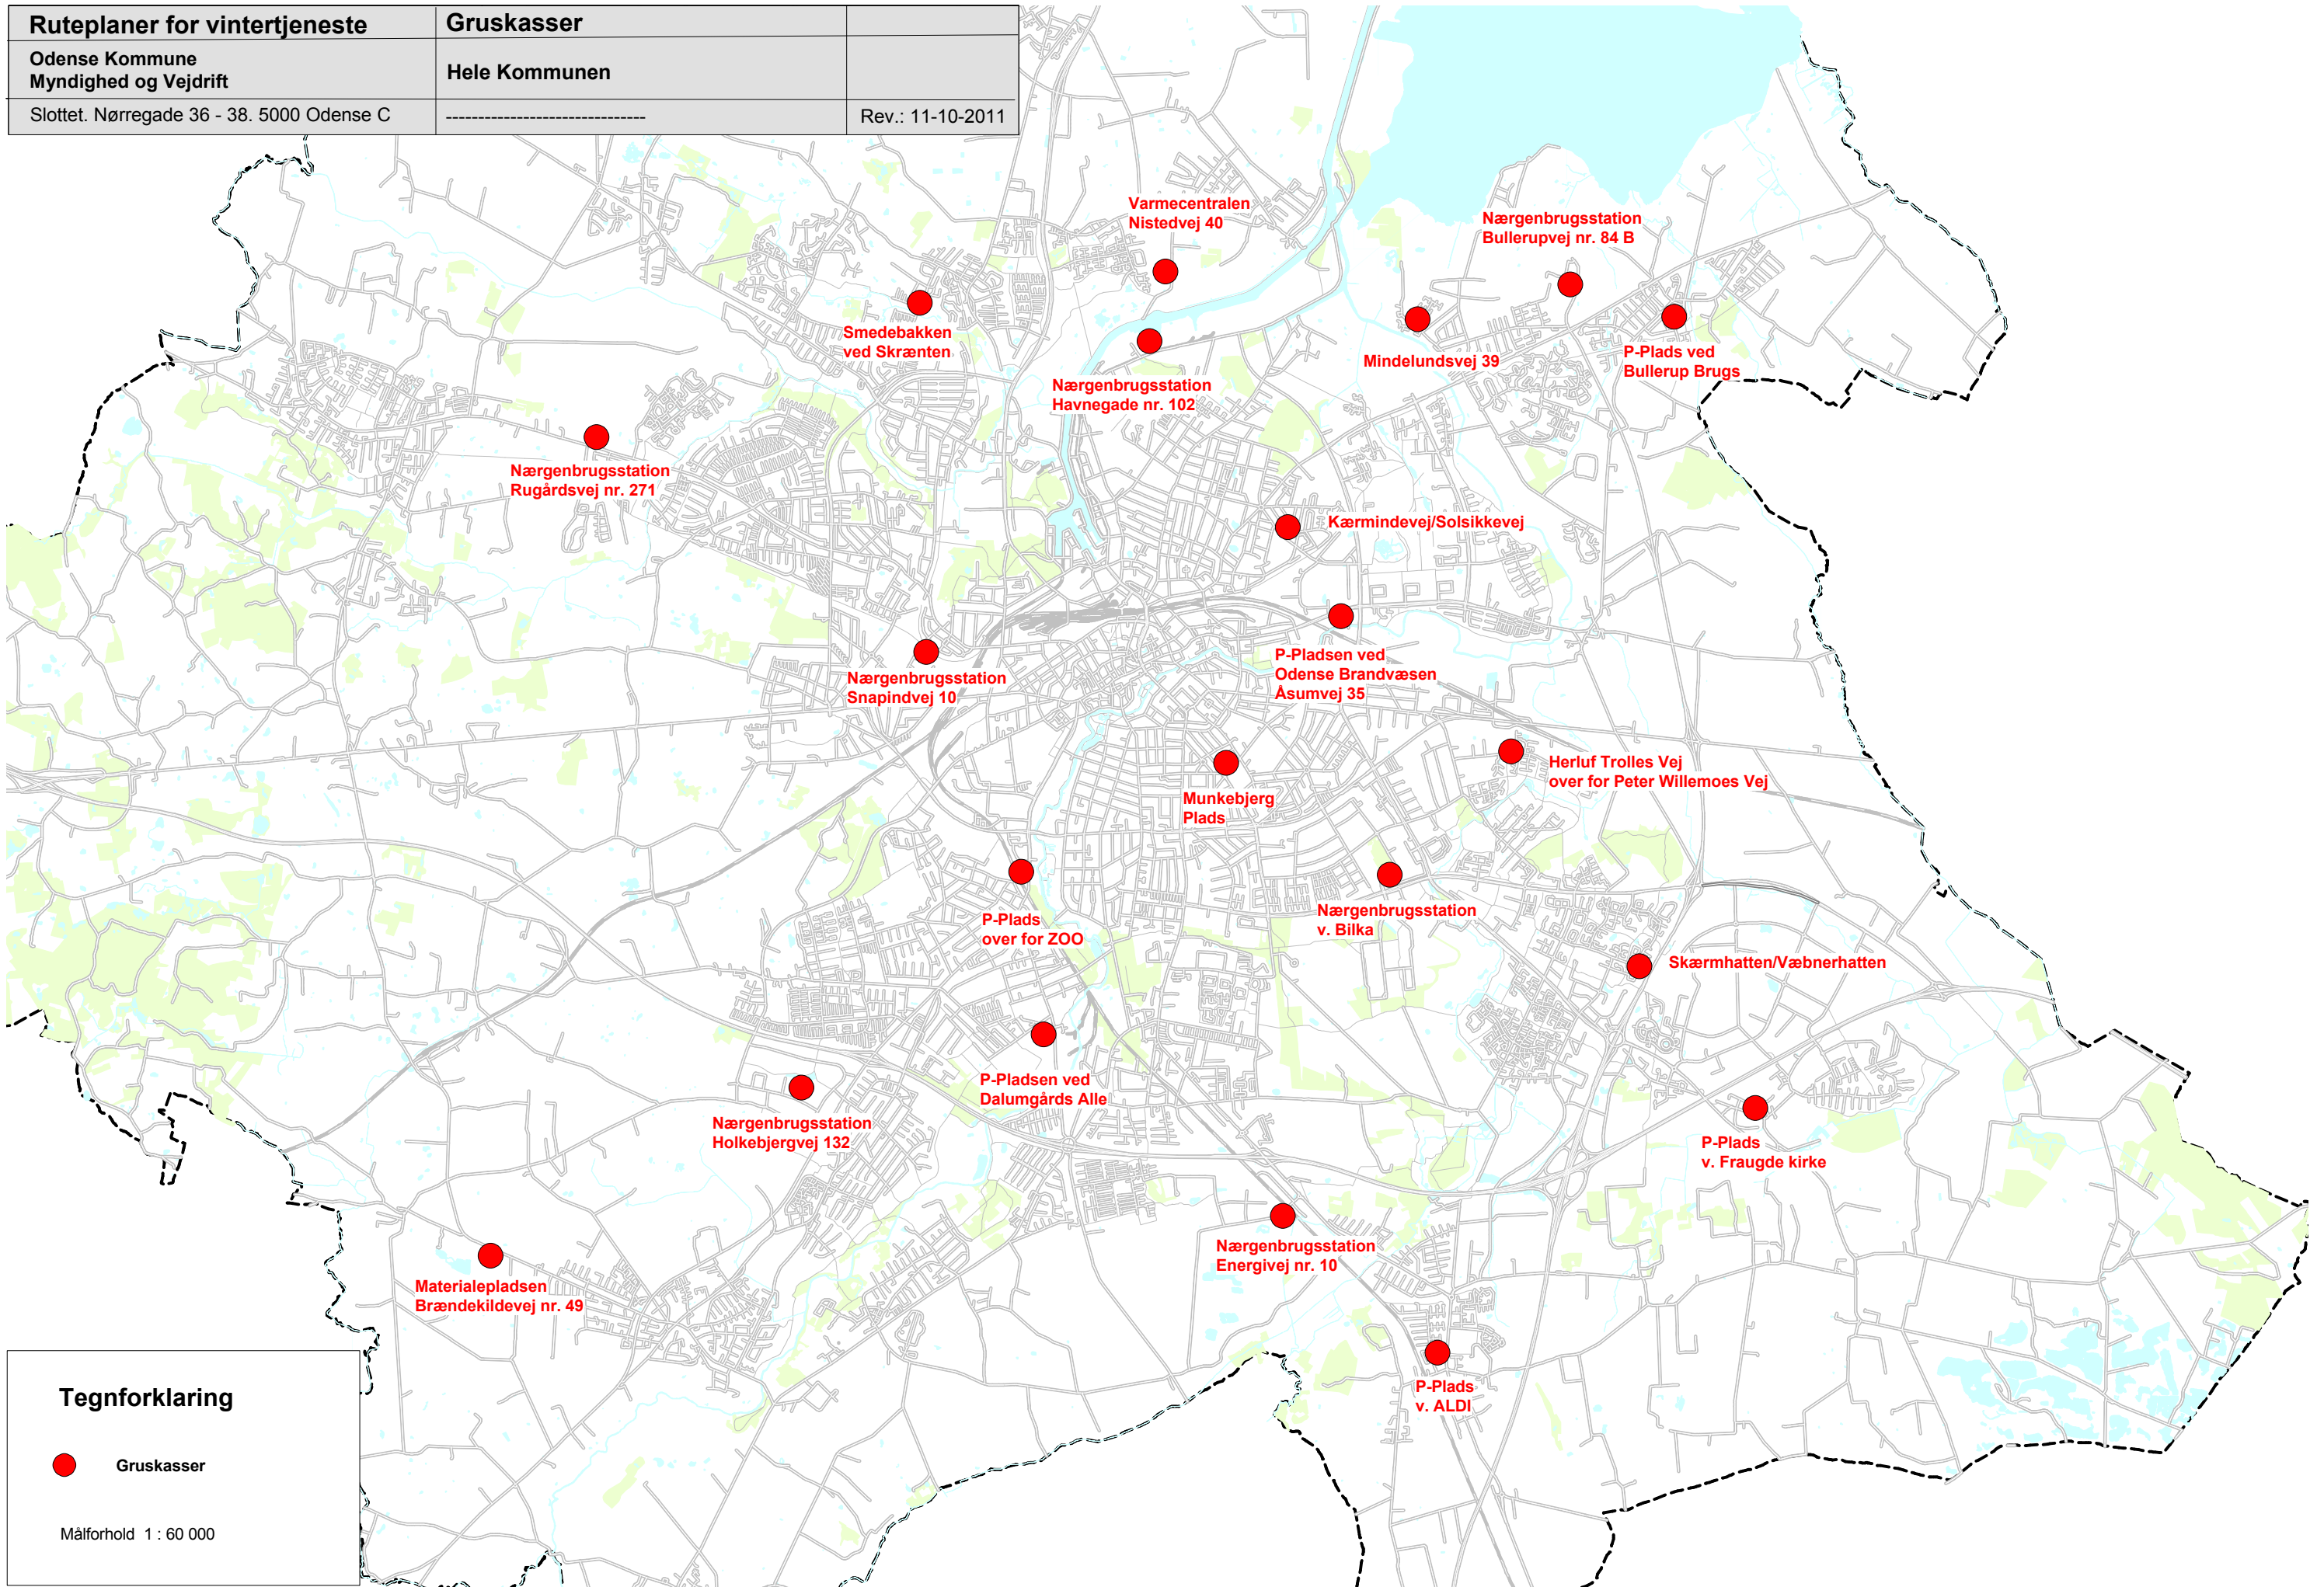 Ruteplaner for vintertjeneste
Gruskasser
Odense Kommune
Myndighed og Vejdrift
Hele Kommunen
Slottet. Nørregade 36 - 38. 5000 Odense C
-------------------------------
Rev.: 11-10-2011
Varmecentralen
Nistedvej 40
Nærgenbrugsstation
Bullerupvej nr. 84 B
Smedebakken
ved Skrænten
Mindelundsvej 39
P-Plads ved
Bullerup Brugs
Nærgenbrugsstation
Havnegade nr. 102
Nærgenbrugsstation
Rugårdsvej nr. 271
Kærmindevej/Solsikkevej
P-Pladsen ved
Odense Brandvæsen
Åsumvej 35
Nærgenbrugsstation
Snapindvej 10
Herluf Trolles Vej
over for Peter Willemoes Vej
Munkebjerg
Plads
P-Plads
over for ZOO
Nærgenbrugsstation
v. Bilka
Skærmhatten/Væbnerhatten
P-Pladsen ved
Dalumgårds Alle
Nærgenbrugsstation
Holkebjergvej 132
P-Plads
v. Fraugde kirke
Nærgenbrugsstation
Energivej nr. 10
Materialepladsen
Brændekildevej nr. 49
P-Plads
v. ALDI
Tegnforklaring
Gruskasser
Målforhold 1 : 60 000